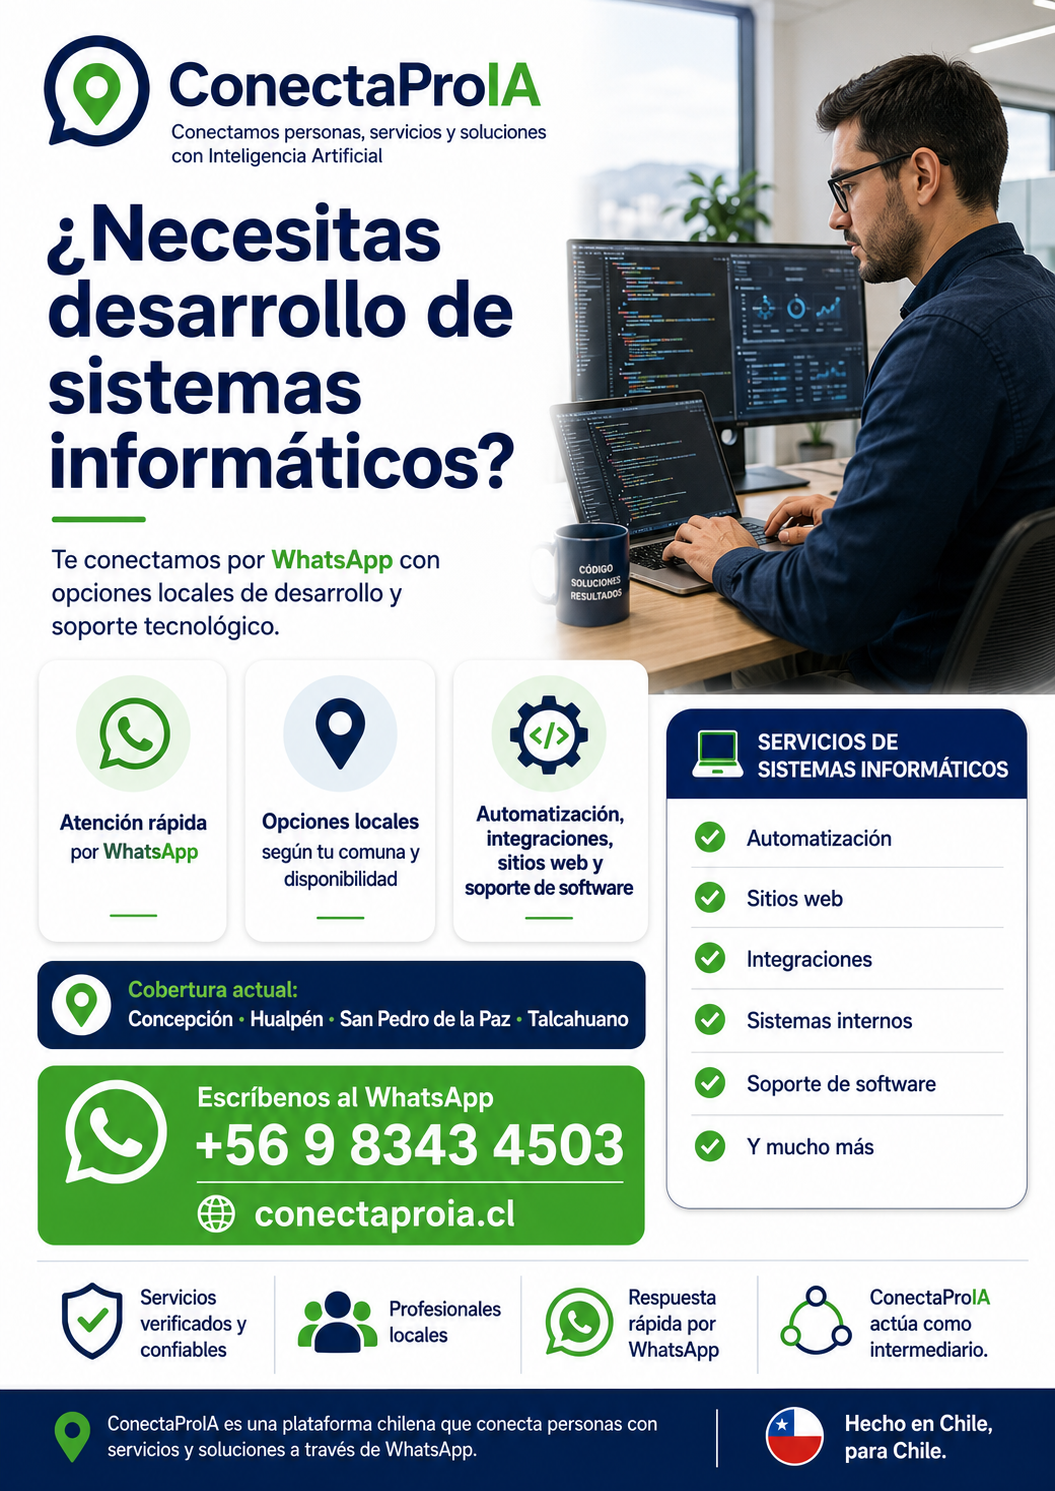 ConectaProIA
Conectamos personas, servicios y soluciones
con Inteligencia Artificial
¿Necesitas
desarrollo de
sistemas
informáticos?
Te conectamos por WhatsApp con
opciones locales de desarrollo y
soporte tecnológico.
CÓDIGO
SOLUCIONES
RESULTADOS
Atención rápida
por WhatsApp
Opciones locales
según tu comuna y
disponibilidad
Automatización,
integraciones,
sitios web y
soporte de software
SERVICIOS DE
SISTEMAS INFORMÁTICOS
Automatización
Sitios web
Integraciones
Sistemas internos
Soporte de software
Y mucho más
Cobertura actual:
Concepción • Hualpén • San Pedro de la Paz • Talcahuano
Escríbenos al WhatsApp
+56 9 8343 4503
conectaproia.cl
Servicios
verificados y
confiables
Profesionales
locales
Respuesta
rápida por
WhatsApp
ConectaProIA
actúa como
intermediario.
ConectaProIA es una plataforma chilena que conecta personas con
servicios y soluciones a través de WhatsApp.
Hecho en Chile,
para Chile.